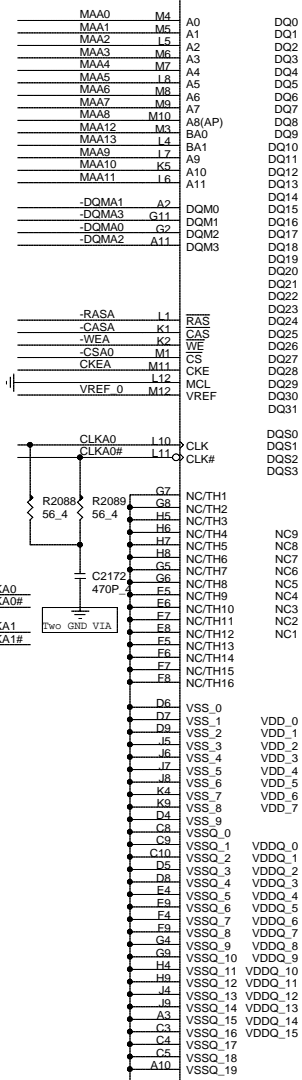 MAA0 M4 A0 DQ0
MAA1 M5 A1 DQ1
MAA2 L5 A2 DQ2
MAA3 M6 A3 DQ3
MAA4 M7 A4 DQ4
MAA5 L8 A5 DQ5
MAA6 M8 A6 DQ6
MAA7 M9 A7 DQ7
MAA8 M10 A8(AP) DQ8
MAA12 M3 BA0 DQ9
MAA13 L4 BA1 DQ10
MAA9 L7 A9 DQ11
MAA10 K5 A10 DQ12
MAA11 L6 A11 DQ13
DQ14
-DQMA1 A2 DQM0 DQ15
-DQMA3 G11 DQM1 DQ16
-DQMA0 G2 DQM2 DQ17
-DQMA2 A11 DQM3 DQ18
DQ19
DQ20
DQ21
DQ22
DQ23
-RASA L1 RAS DQ24
-CASA K1 CAS DQ25
-WEA K2 WE DQ26
-CSA0 M1 CS DQ27
CKEA M11 CKE DQ28
L12 MCL DQ29
VREF_0 M12 VREF DQ30
DQ31
DQS0
CLKA0 L10 CLK DQS1
CLKA0# L11 CLK# DQS2
DQS3
G7 NC/TH1
R2088 R2089 G8 NC/TH2
56_4 56_4 H5 NC/TH3
H6 NC/TH4 NC9
H7 NC/TH5 NC8
H8 NC/TH6 NC7
G5 NC/TH7 NC6
C2172 G6 NC/TH8 NC5
KA0 470P_4 E5 NC/TH9 NC4
KA0# E6 NC/TH10 NC3
E7 NC/TH11 NC2
KA1 Two GND VIA E8 NC/TH12 NC1
KA1# F5 NC/TH13
F6 NC/TH14
F7 NC/TH15
F8 NC/TH16
D6 VSS_0
D7 VSS_1 VDD_0
D9 VSS_2 VDD_1
J5 VSS_3 VDD_2
J6 VSS_4 VDD_3
J7 VSS_5 VDD_4
J8 VSS_6 VDD_5
K4 VSS_7 VDD_6
K9 VSS_8 VDD_7
D4 VSS_9
C8 VSSQ_0
C9 VSSQ_1 VDDQ_0
C10 VSSQ_2 VDDQ_1
D5 VSSQ_3 VDDQ_2
D8 VSSQ_4 VDDQ_3
E4 VSSQ_5 VDDQ_4
E9 VSSQ_6 VDDQ_5
F4 VSSQ_7 VDDQ_6
F9 VSSQ_8 VDDQ_7
G4 VSSQ_9 VDDQ_8
G9 VSSQ_10 VDDQ_9
H4 VSSQ_11 VDDQ_10
H9 VSSQ_12 VDDQ_11
J4 VSSQ_13 VDDQ_12
J9 VSSQ_14 VDDQ_13
A3 VSSQ_15 VDDQ_14
C3 VSSQ_16 VDDQ_15
C4 VSSQ_17
C5 VSSQ_18
A10 VSSQ_19